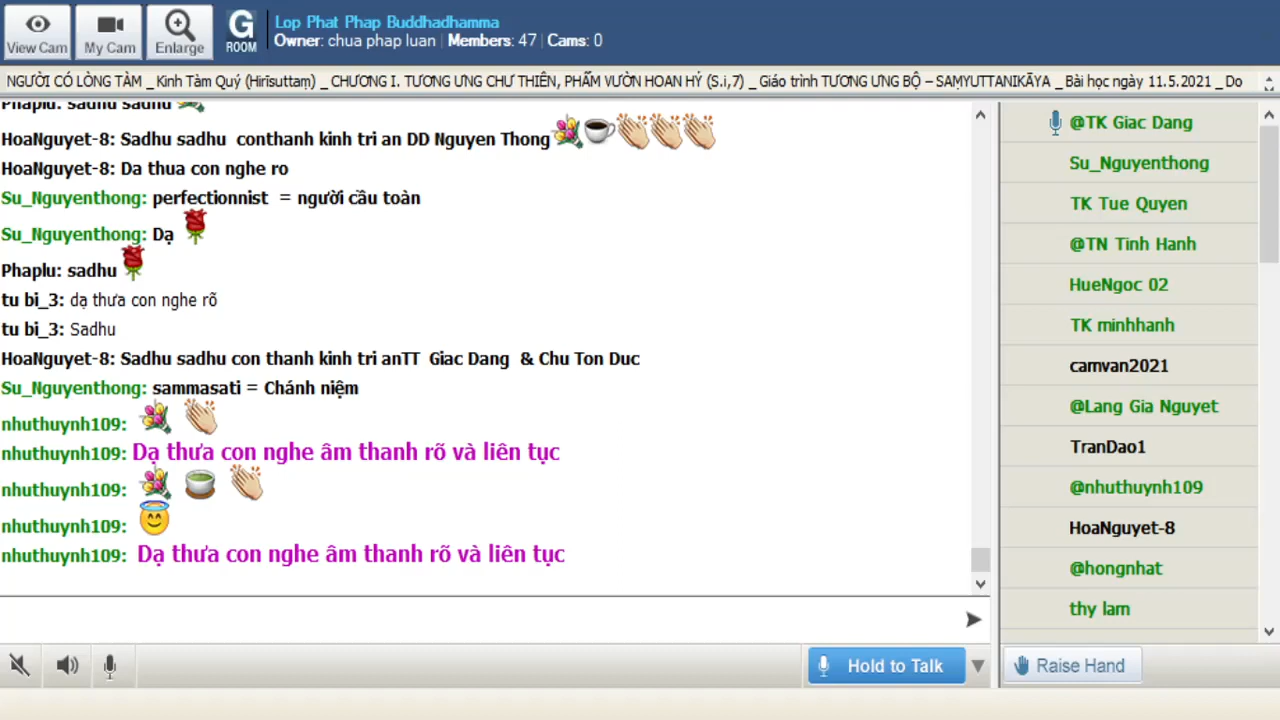 View Cam
My Cam
Enlarge
G
ROOM
Lop Phat Phap Buddhadhamma
Owner: chua phap luan | Members: 47 | Cams: 0
NGƯỜI CÓ LÒNG TÀM _ Kinh Tàm Quý (Hirīsuttaṃ) _ CHƯƠNG I. TƯƠNG ƯNG CHƯ THIÊN, PHẨM VƯỜN HOAN HỶ (S.i,7) _ Giáo trình TƯƠNG ƯNG BỘ – SAṂYUTTANIKĀYA _ Bài học ngày 11.5.2021 _ Do
Phaplu: sadhu sadhu
HoaNguyet-8: Sadhu sadhu conthanh kinh tri an DD Nguyen Thong
HoaNguyet-8: Da thua con nghe ro
Su_Nguyenthong: perfectionnist = người cầu toàn
Su_Nguyenthong: Dạ
Phaplu: sadhu
tu bi_3: dạ thưa con nghe rõ
tu bi_3: Sadhu
HoaNguyet-8: Sadhu sadhu con thanh kinh tri anTT Giac Dang & Chu Ton Duc
Su_Nguyenthong: sammasati = Chánh niệm
nhuthuynh109:
nhuthuynh109: Dạ thưa con nghe âm thanh rõ và liên tục
nhuthuynh109:
nhuthuynh109:
nhuthuynh109: Dạ thưa con nghe âm thanh rõ và liên tục
@TK Giac Dang
Su_Nguyenthong
TK Tue Quyen
@TN Tinh Hanh
HueNgoc 02
TK minhhanh
camvan2021
@Lang Gia Nguyet
TranDao1
@nhuthuynh109
HoaNguyet-8
@hongnhat
thy lam
Hold to Talk
Raise Hand